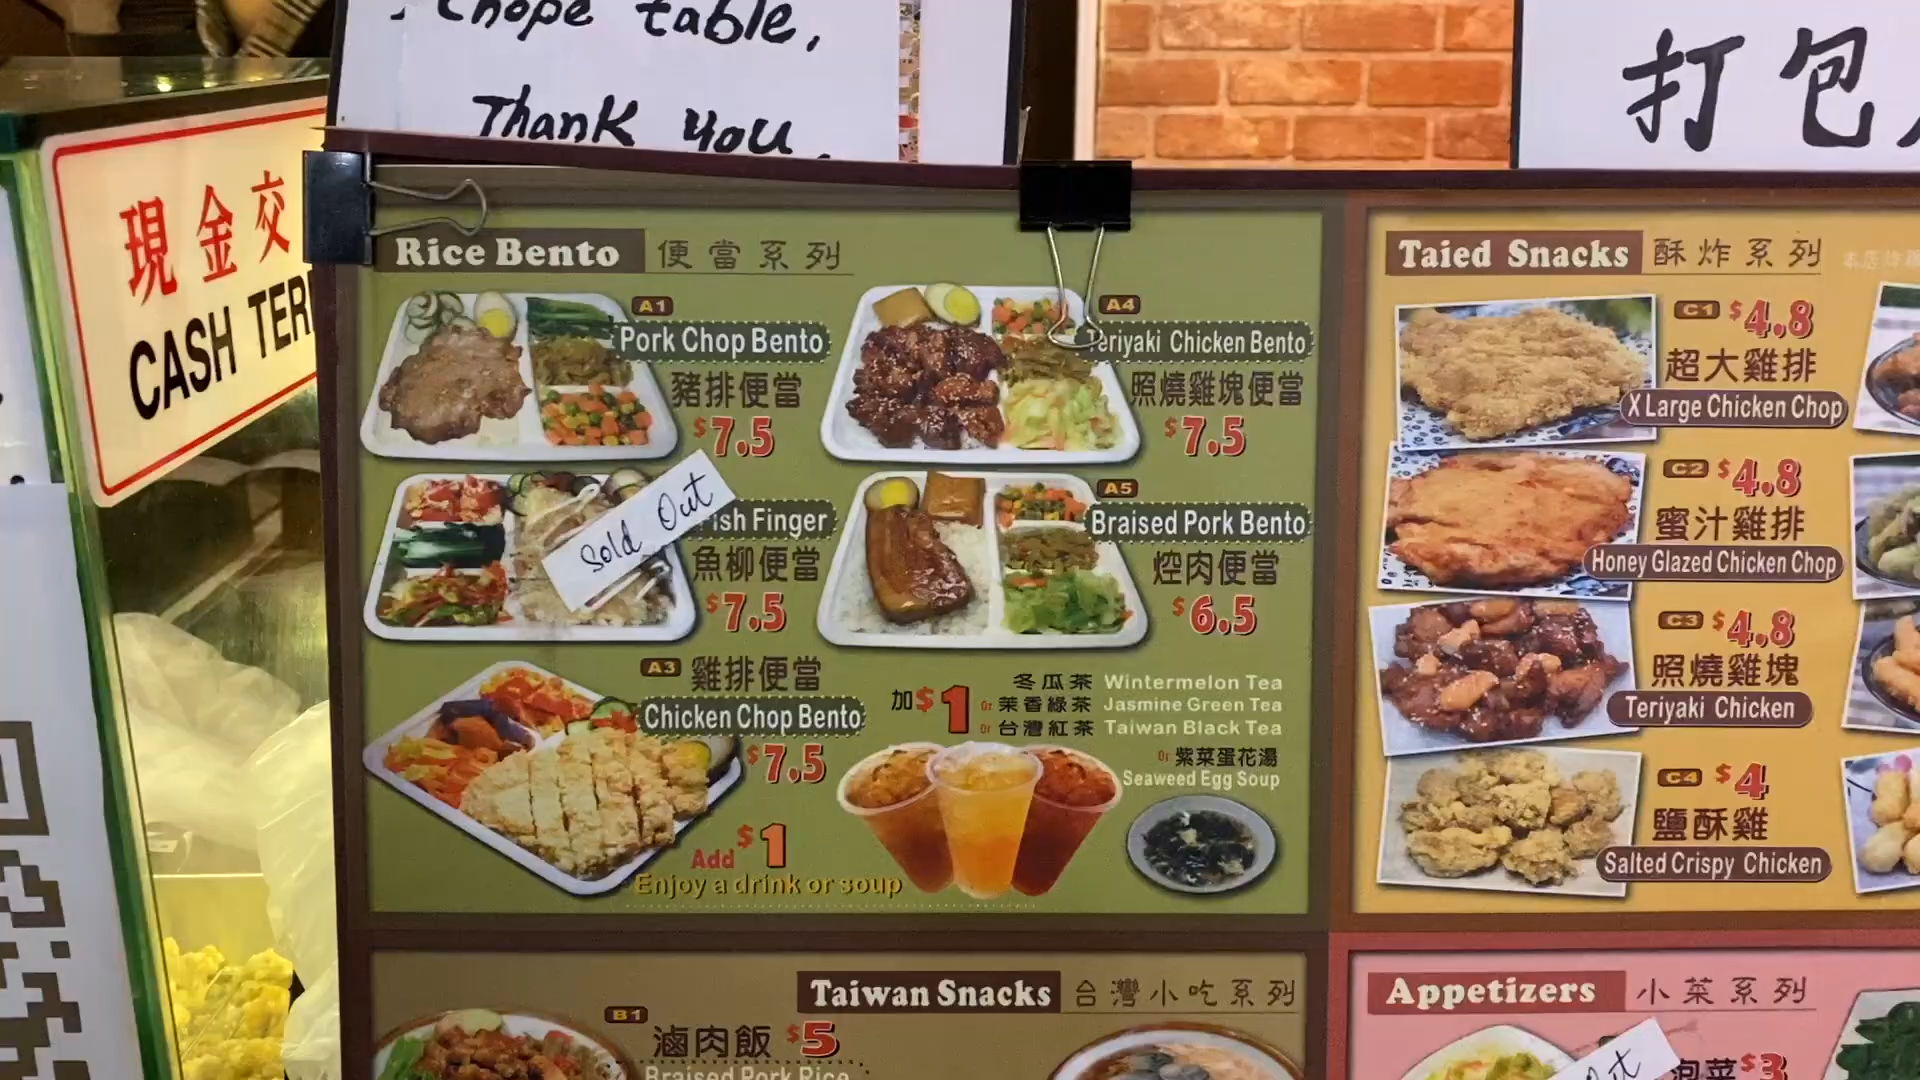 chope table,
Thank you.
打包
現金交
CASH TER
Rice Bento 便當系列
A1
Pork Chop Bento
豬排便當
$7.5
A4
Teriyaki Chicken Bento
照燒雞塊便當
$7.5
Sold Out
Fish Finger
魚柳便當
$7.5
A5
Braised Pork Bento
焢肉便當
$6.5
A3 雞排便當
Chicken Chop Bento
$7.5
加$1 冬瓜茶 Wintermelon Tea
Or 茉香綠茶 Jasmine Green Tea
Or 台灣紅茶 Taiwan Black Tea
Or 紫菜蛋花湯
Seaweed Egg Soup
Add $1
Enjoy a drink or soup
Taied Snacks 酥炸系列
C1 $4.8
超大雞排
X Large Chicken Chop
C2 $4.8
蜜汁雞排
Honey Glazed Chicken Chop
C3 $4.8
照燒雞塊
Teriyaki Chicken
C4 $4
鹽酥雞
Salted Crispy Chicken
Taiwan Snacks 台灣小吃系列
B1
滷肉飯 $5
Braised Pork Rice
Appetizers 小菜系列
泡菜 $3